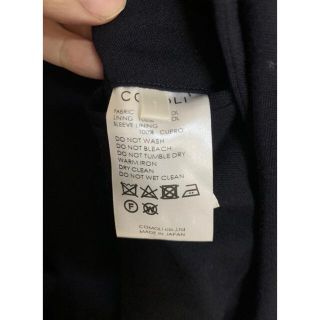 FABRIC
LINING
SLEEVE LINING
100% CUPRO
DO NOT WASH
DO NOT BLEACH
DO NOT TUMBLE DRY
WARM IRON
DRY CLEAN
DO NOT WET CLEAN
F W
COMOLI co.,Ltd
MADE IN JAPAN